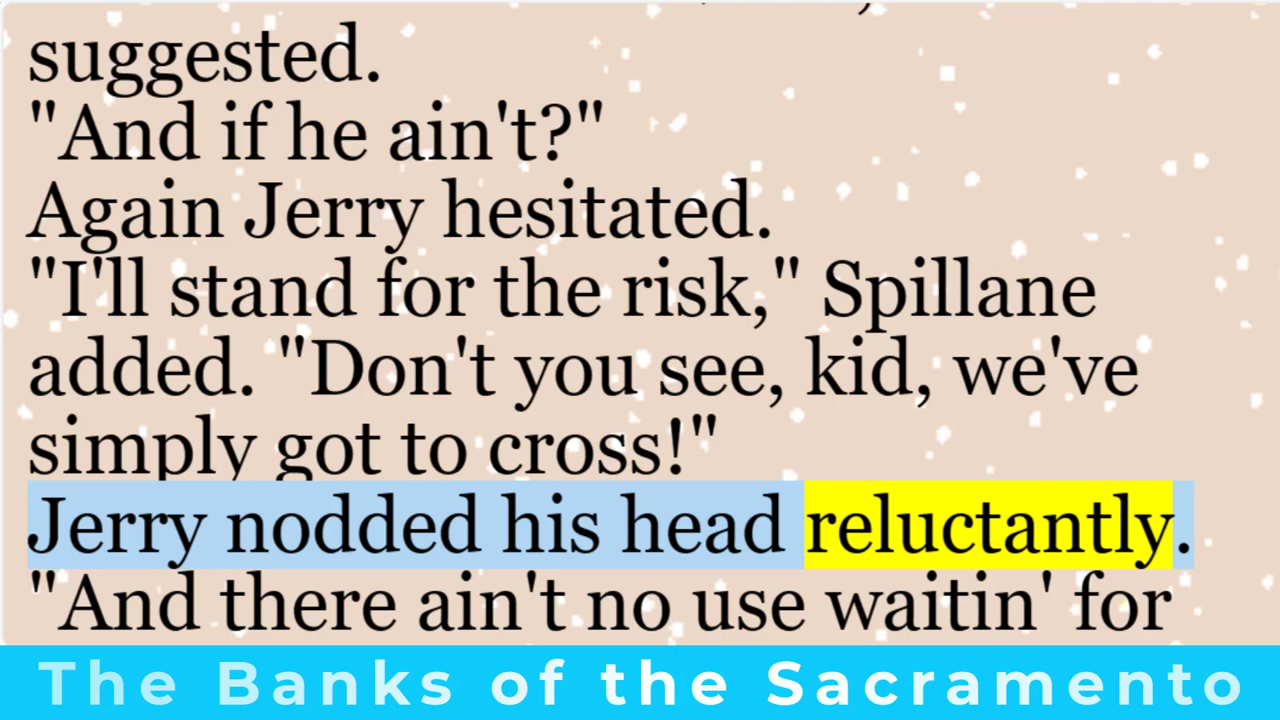 suggested.
"And if he ain't?"
Again Jerry hesitated.
"I'll stand for the risk," Spillane
added. "Don't you see, kid, we've
simply got to cross!"
Jerry nodded his head reluctantly.
"And there ain't no use waitin' for
The Banks of the Sacramento